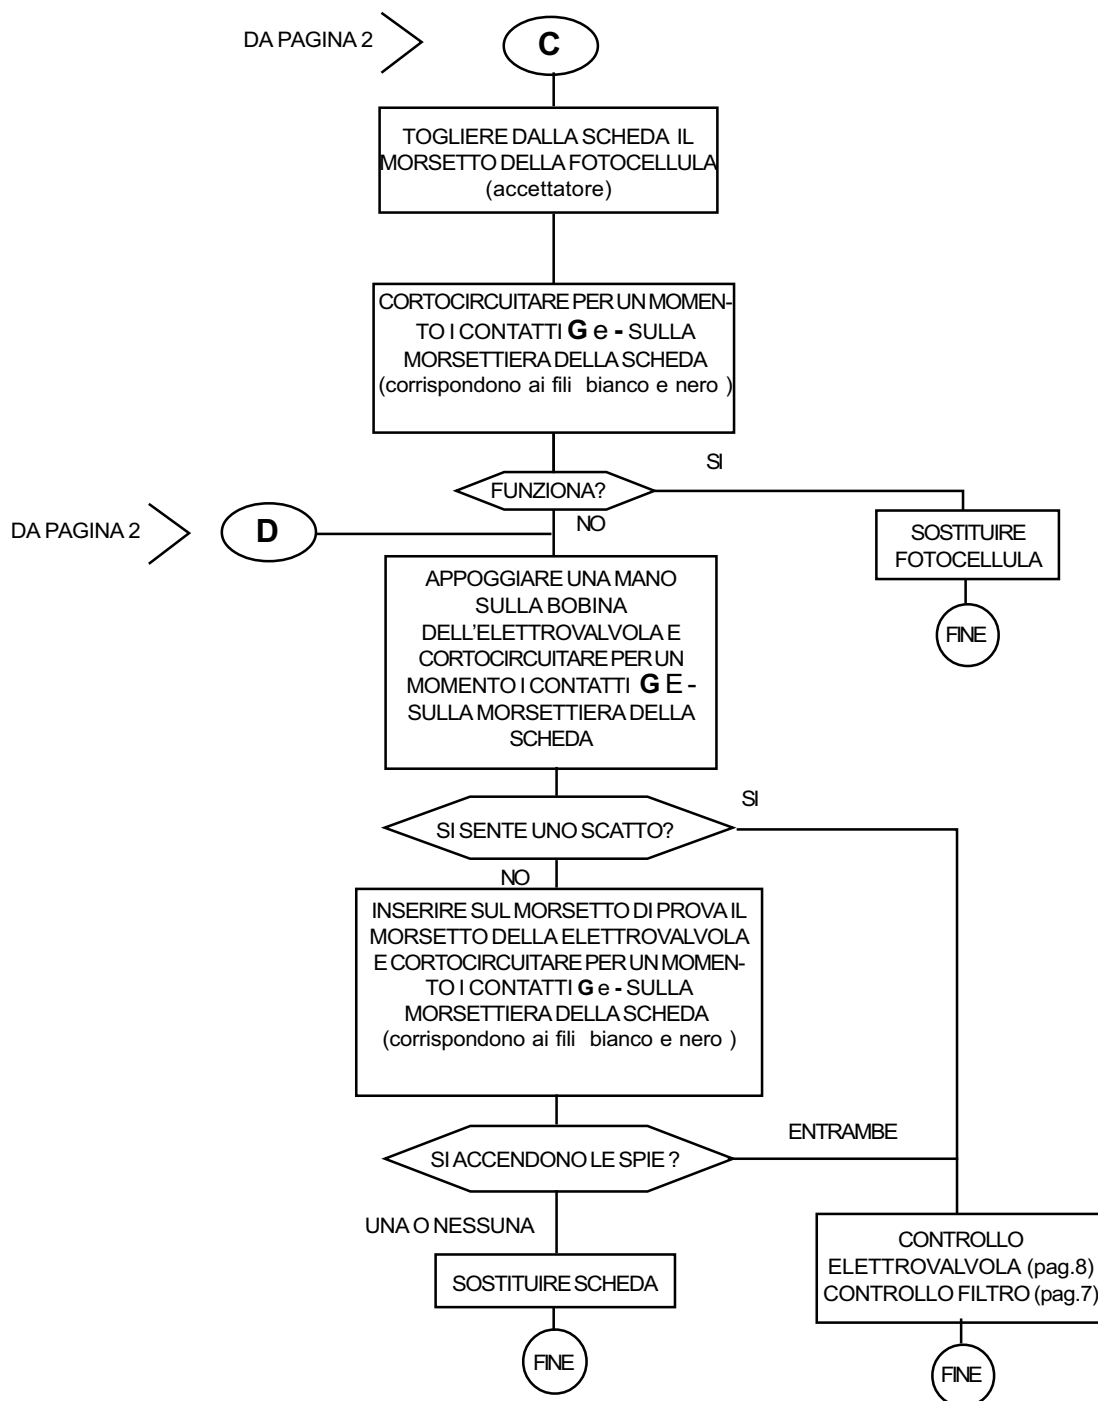 DA PAGINA 2
C
TOGLIERE DALLA SCHEDA IL
MORSETTO DELLA FOTOCELLULA
(accettatore)
CORTOCIRCUITARE PER UN MOMEN-
TO I CONTATTI G e - SULLA
MORSETTIERA DELLA SCHEDA
(corrispondono ai fili bianco e nero )
SI
FUNZIONA?
NO
DA PAGINA 2
D
SOSTITUIRE
FOTOCELLULA
FINE
APPOGGIARE UNA MANO
SULLA BOBINA
DELL'ELETTROVALVOLA E
CORTOCIRCUITARE PER UN
MOMENTO I CONTATTI G E -
SULLA MORSETTIERA DELLA
SCHEDA
SI
SI SENTE UNO SCATTO?
NO
INSERIRE SUL MORSETTO DI PROVA IL
MORSETTO DELLA ELETTROVALVOLA
E CORTOCIRCUITARE PER UN MOMEN-
TO I CONTATTI G e - SULLA
MORSETTIERA DELLA SCHEDA
(corrispondono ai fili bianco e nero )
ENTRAMBE
SI ACCENDONO LE SPIE ?
UNA O NESSUNA
SOSTITUIRE SCHEDA
FINE
CONTROLLO
ELETTROVALVOLA (pag.8)
CONTROLLO FILTRO (pag.7)
FINE